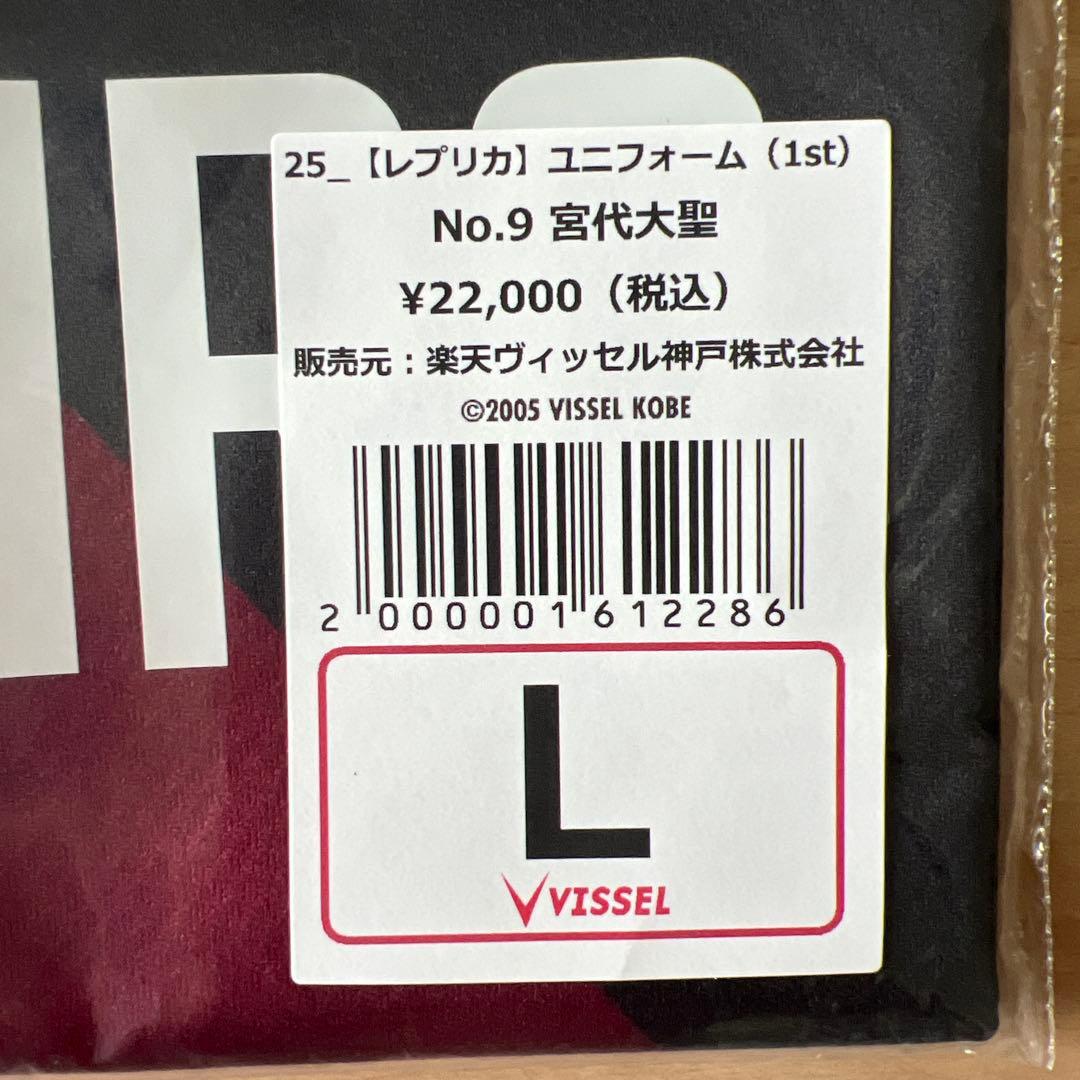 25_【レプリカ】ユニフォーム（1st）
No.9 宮代大聖
¥22,000（税込）
販売元：楽天ヴィッセル神戸株式会社
©2005 VISSEL KOBE
2 000001 612286
L
VISSEL